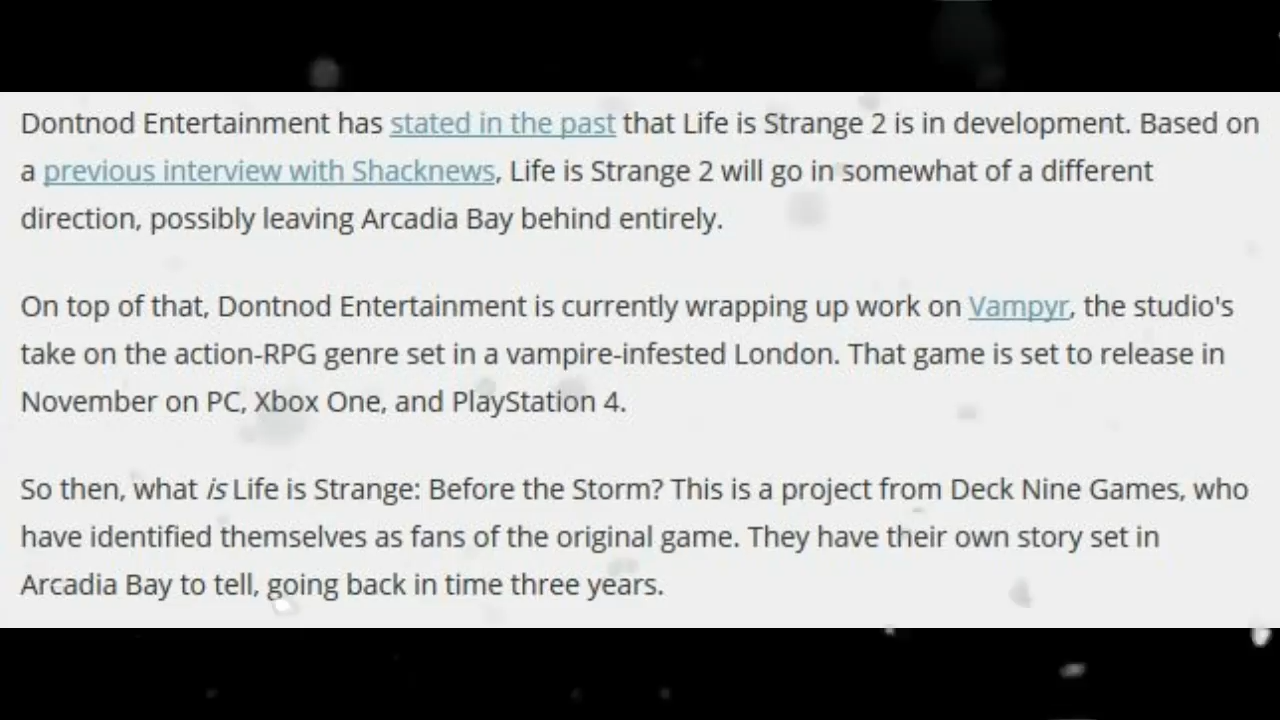 Dontnod Entertainment has stated in the past that Life is Strange 2 is in development. Based on
a previous interview with Shacknews, Life is Strange 2 will go in somewhat of a different
direction, possibly leaving Arcadia Bay behind entirely.
On top of that, Dontnod Entertainment is currently wrapping up work on Vampyr, the studio's
take on the action-RPG genre set in a vampire-infested London. That game is set to release in
November on PC, Xbox One, and PlayStation 4.
So then, what is Life is Strange: Before the Storm? This is a project from Deck Nine Games, who
have identified themselves as fans of the original game. They have their own story set in
Arcadia Bay to tell, going back in time three years.